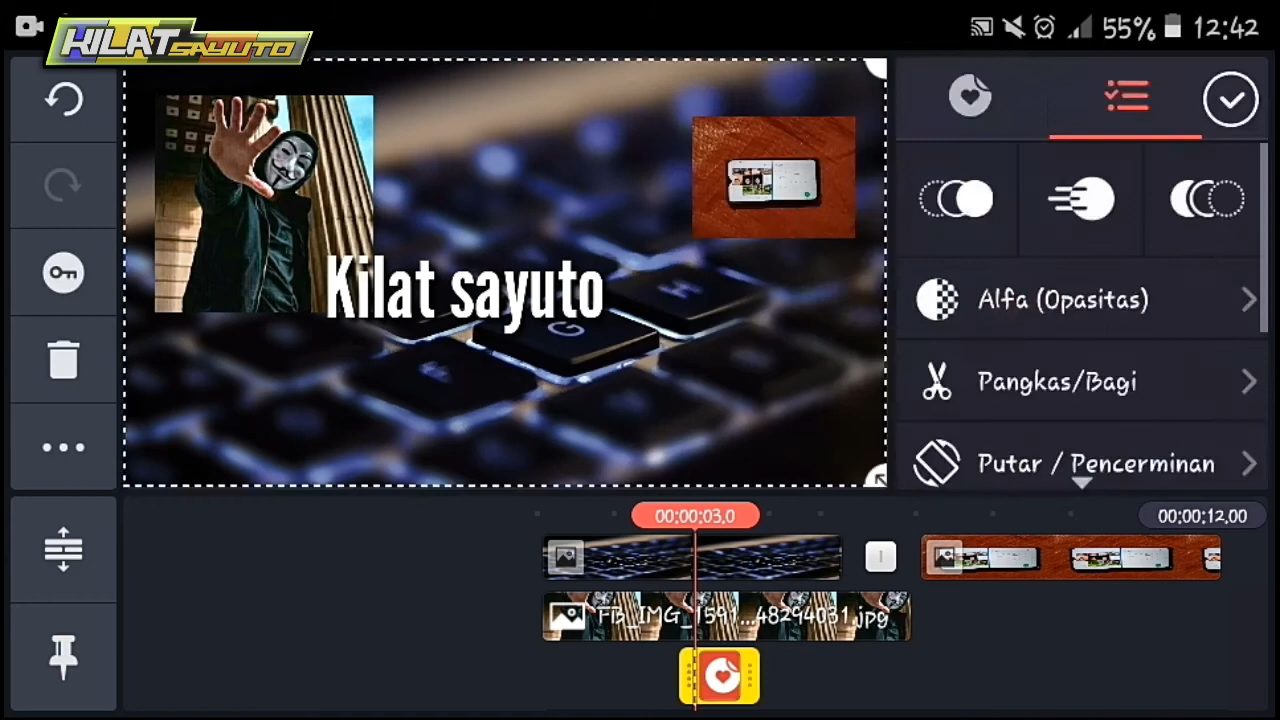 KILAT SAYUTO
55% 12:42
Kilat sayuto
H
G
Alfa (Opasitas)
Pangkas/Bagi
Putar / Pencerminan
00:00:03.0
00:00:12.00
FB_IMG_1591...48294031.jpg